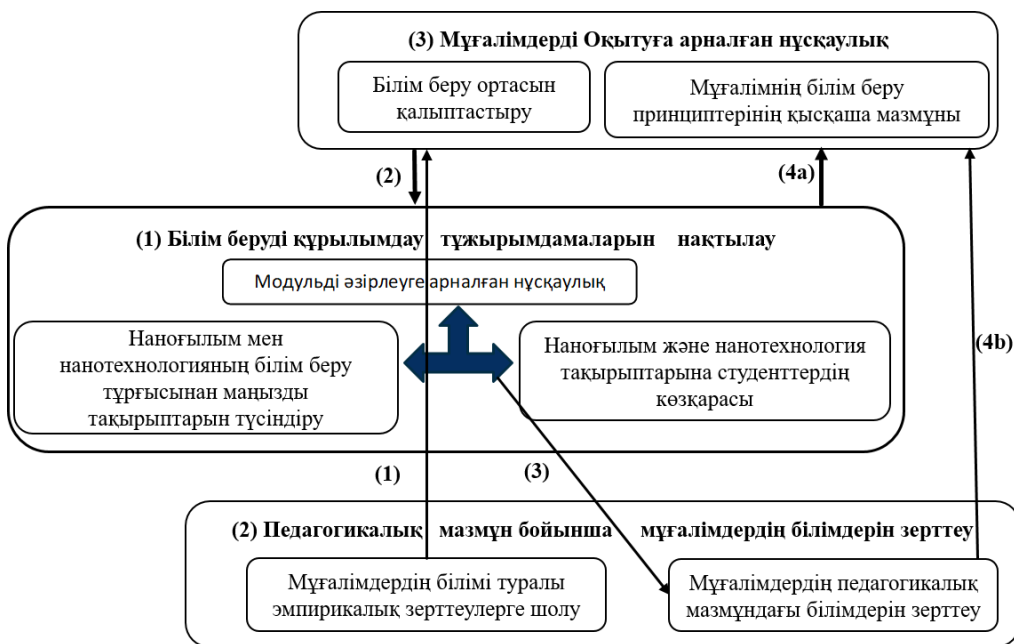 (3) Мұғалімдерді Оқытуға арналған нұсқаулық
Білім беру ортасын
қалыптастыру
Мұғалімнің білім беру
принциптерінің қысқаша мазмұны
(2)
(4a)
(1) Білім беруді құрылымдау тұжырымдамаларын нақтылау
Модульді әзірлеуге арналған нұсқаулық
Наноғылым мен
нанотехнологияның білім беру
тұрғысынан маңызды
тақырыптарын түсіндіру
Наноғылым және нанотехнология
тақырыптарына студенттердің
көзқарасы
(4b)
(1)
(3)
(2) Педагогикалық мазмұн бойынша мұғалімдердің білімдерін зерттеу
Мұғалімдердің білімі туралы
эмпирикалық зерттеулерге шолу
Мұғалімдердің педагогикалық
мазмұндағы білімдерін зерттеу